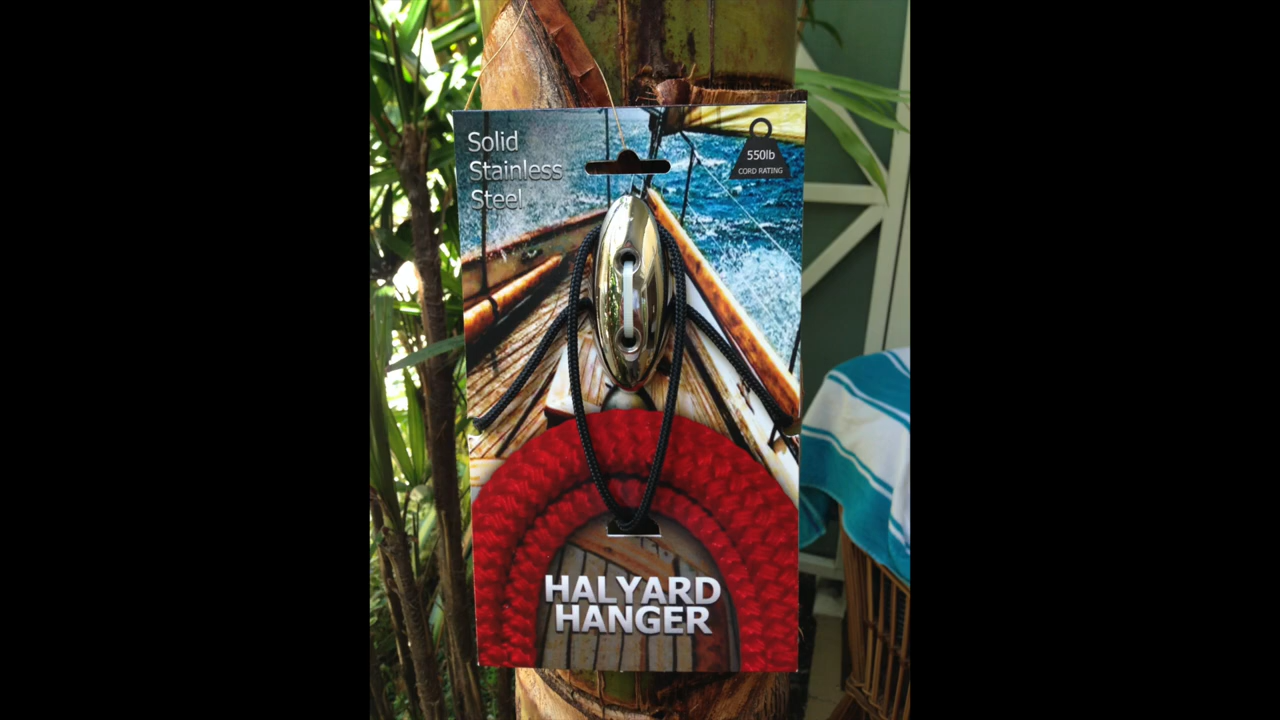 Solid
Stainless
Steel
550lb
CORD RATING
HALYARD
HANGER